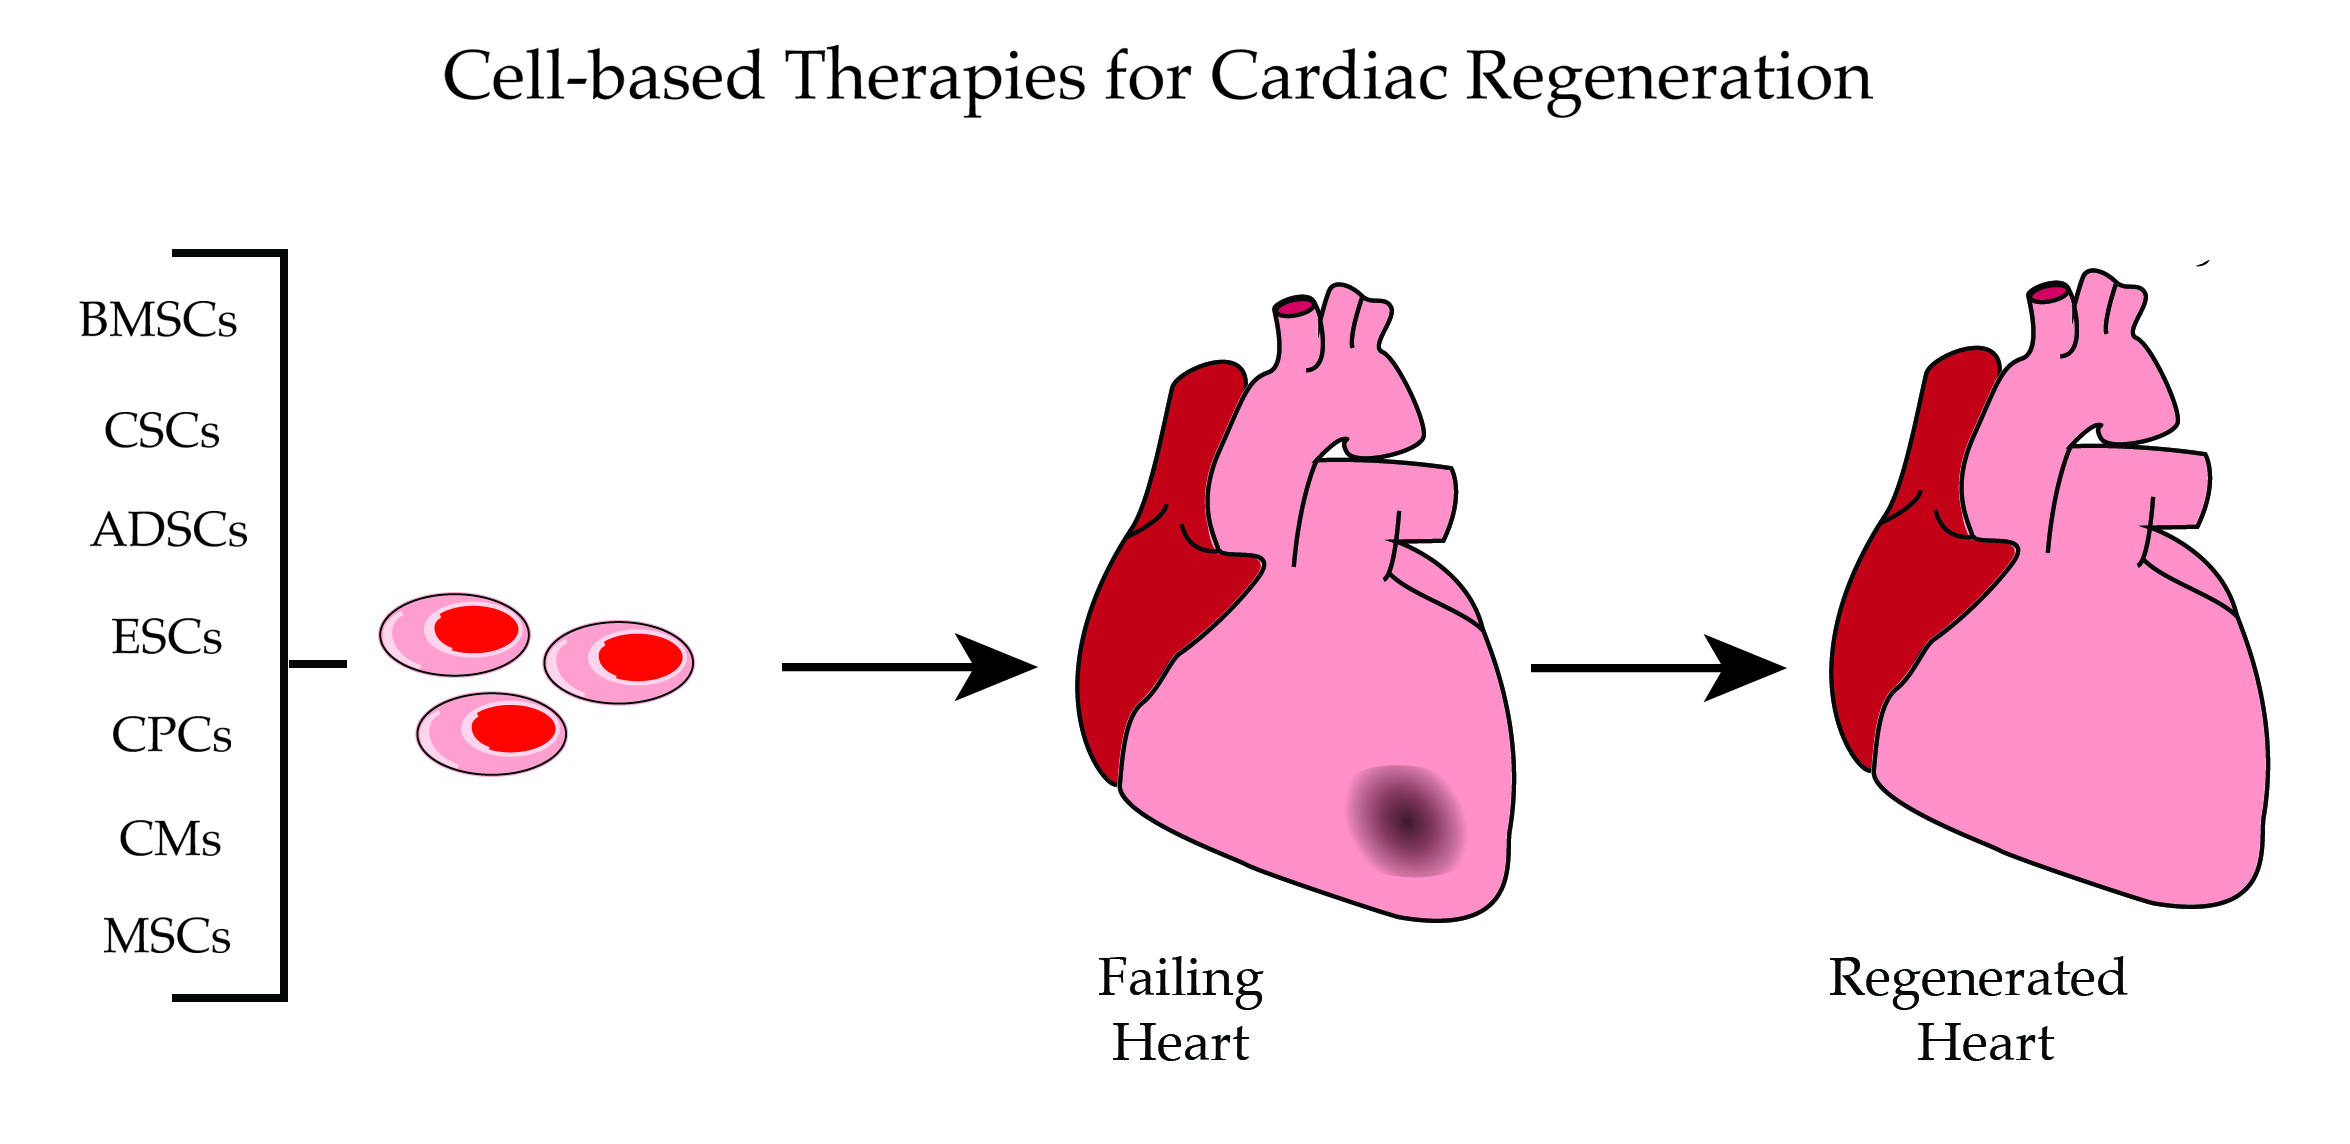 Cell-based Therapies for Cardiac Regeneration
BMSCs
CSCs
ADSCs
ESCs
CPCs
CMs
MSCs
Failing
Heart
Regenerated
Heart